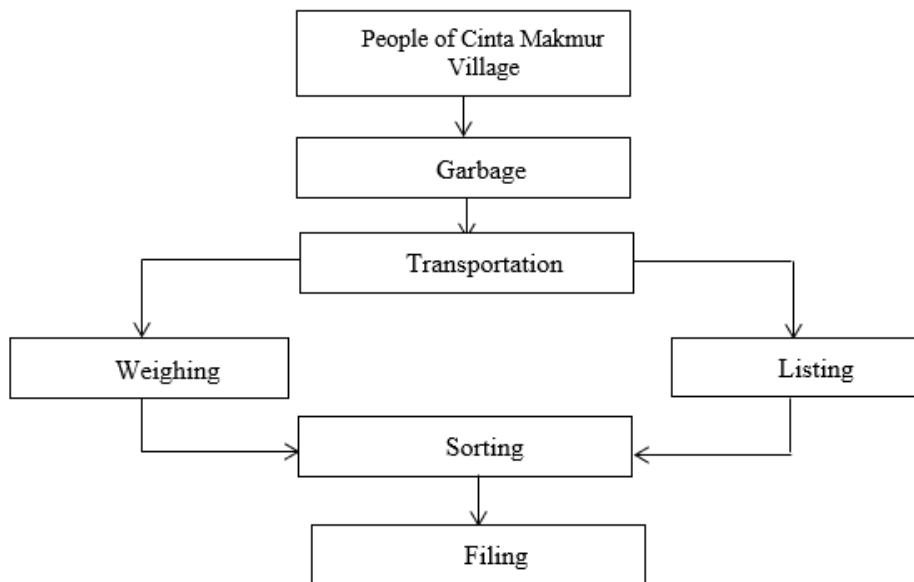 People of Cinta Makmur
Village
Garbage
Transportation
Weighing
Listing
Sorting
Filing